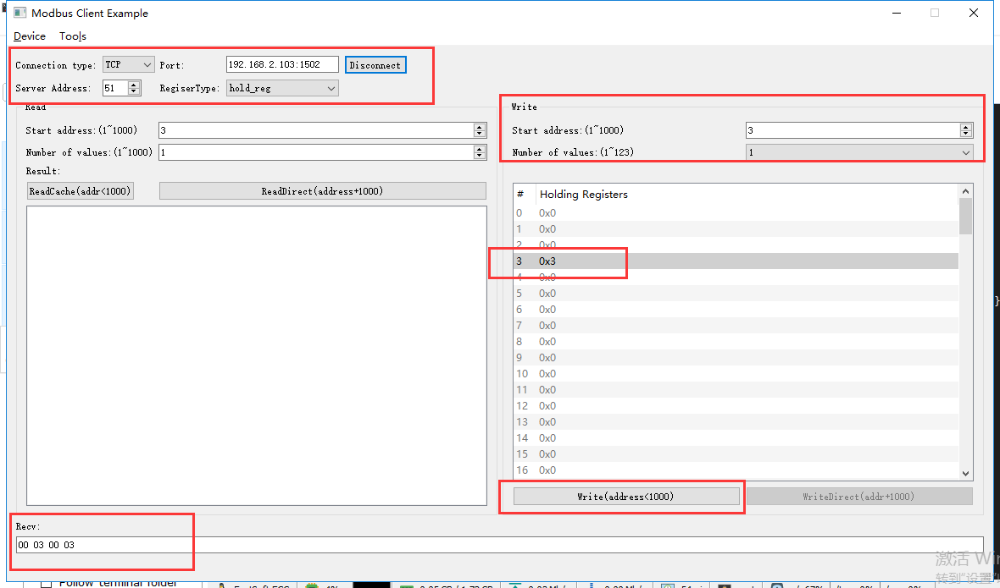 Modbus Client Example
Device Tools
Connection type: TCP Port: 192.168.2.103:1502 Disconnect
Server Address: 51 RegiserType: hold_reg
Read
Start address:(1~1000) 3
Number of values:(1~1000) 1
Result:
ReadCache(addr<1000) ReadDirect(address+1000)
Write
Start address:(1~1000) 3
Number of values:(1~123) 1
# Holding Registers
0 0x0
1 0x0
2 0x0
3 0x3
4 0x0
5 0x0
6 0x0
7 0x0
8 0x0
9 0x0
10 0x0
11 0x0
12 0x0
13 0x0
14 0x0
15 0x0
16 0x0
Write(address<1000) WriteDirect(addr+1000)
Recv:
00 03 00 03
激活 Win
转到"设置"
Follow terminal folder